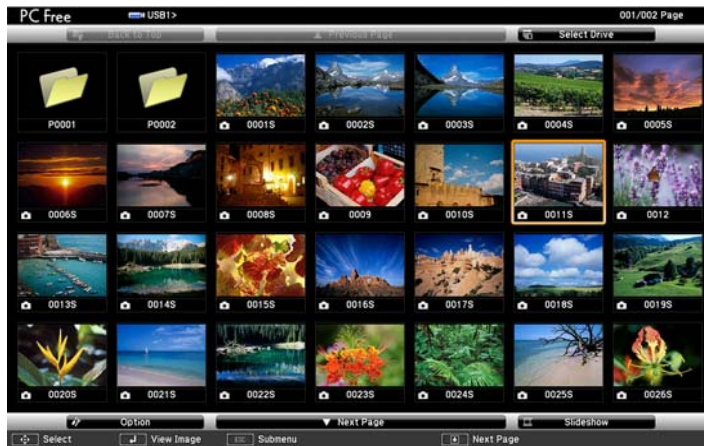 PC Free USB1> 001/002 Page
Back to Top ▲ Previous Page Select Drive
P0001 P0002 0001S 0002S 0003S 0004S 0005S
0006S 0007S 0008S 0009 0010S 0011S 0012
0013S 0014S 0015S 0016S 0017S 0018S 0019S
0020S 0021S 0022S 0023S 0024S 0025S 0026S
Option ▼ Next Page Slideshow
Select View Image ESC Submenu Next Page